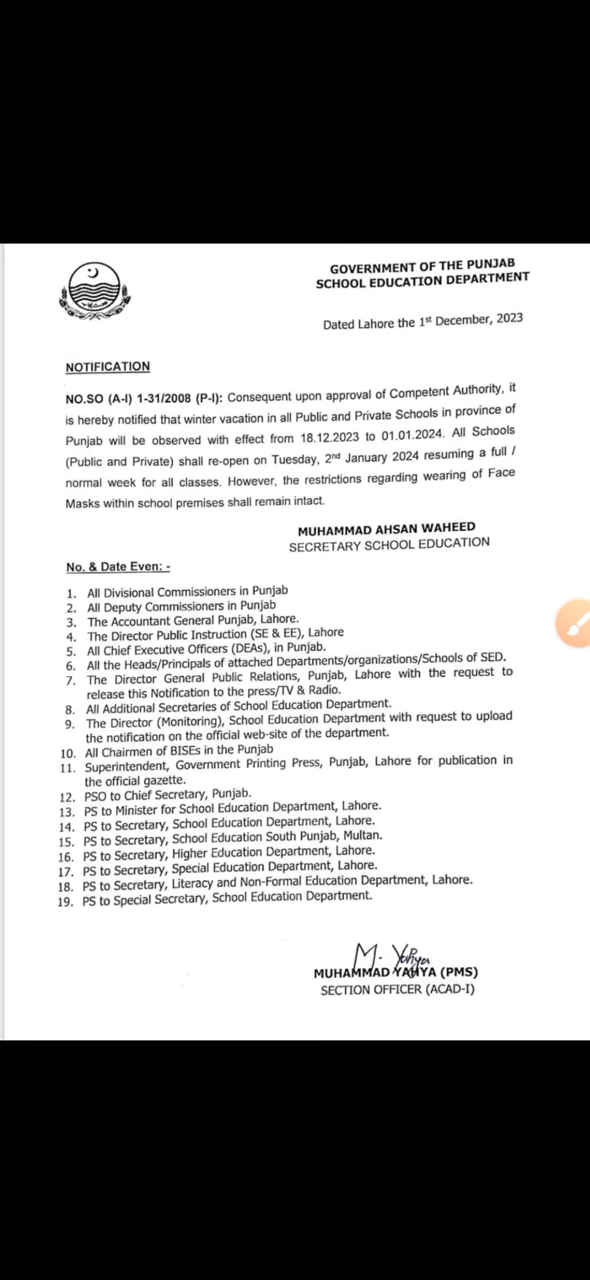 GOVERNMENT OF THE PUNJAB
SCHOOL EDUCATION DEPARTMENT
Dated Lahore the 1st December, 2023
NOTIFICATION
NO.SO (A-I) 1-31/2008 (P-I): Consequent upon approval of Competent Authority, it
is hereby notified that winter vacation in all Public and Private Schools in province of
Punjab will be observed with effect from 18.12.2023 to 01.01.2024. All Schools
(Public and Private) shall re-open on Tuesday, 2nd January 2024 resuming a full /
normal week for all classes. However, the restrictions regarding wearing of Face
Masks within school premises shall remain intact.
MUHAMMAD AHSAN WAHEED
SECRETARY SCHOOL EDUCATION
No. & Date Even: -
1. All Divisional Commissioners in Punjab
2. All Deputy Commissioners in Punjab
3. The Accountant General Punjab, Lahore.
4. The Director Public Instruction (SE & EE), Lahore
5. All Chief Executive Officers (DEAs), in Punjab.
6. All the Heads/Principals of attached Departments/organizations/Schools of SED.
7. The Director General Public Relations, Punjab, Lahore with the request to
release this Notification to the press/TV & Radio.
8. All Additional Secretaries of School Education Department.
9. The Director (Monitoring), School Education Department with request to upload
the notification on the official web-site of the department.
10. All Chairmen of BISEs in the Punjab
11. Superintendent, Government Printing Press, Punjab, Lahore for publication in
the official gazette.
12. PSO to Chief Secretary, Punjab.
13. PS to Minister for School Education Department, Lahore.
14. PS to Secretary, School Education Department, Lahore.
15. PS to Secretary, School Education South Punjab, Multan.
16. PS to Secretary, Higher Education Department, Lahore.
17. PS to Secretary, Special Education Department, Lahore.
18. PS to Secretary, Literacy and Non-Formal Education Department, Lahore.
19. PS to Special Secretary, School Education Department.
M. Yahya
MUHAMMAD YAHYA (PMS)
SECTION OFFICER (ACAD-I)